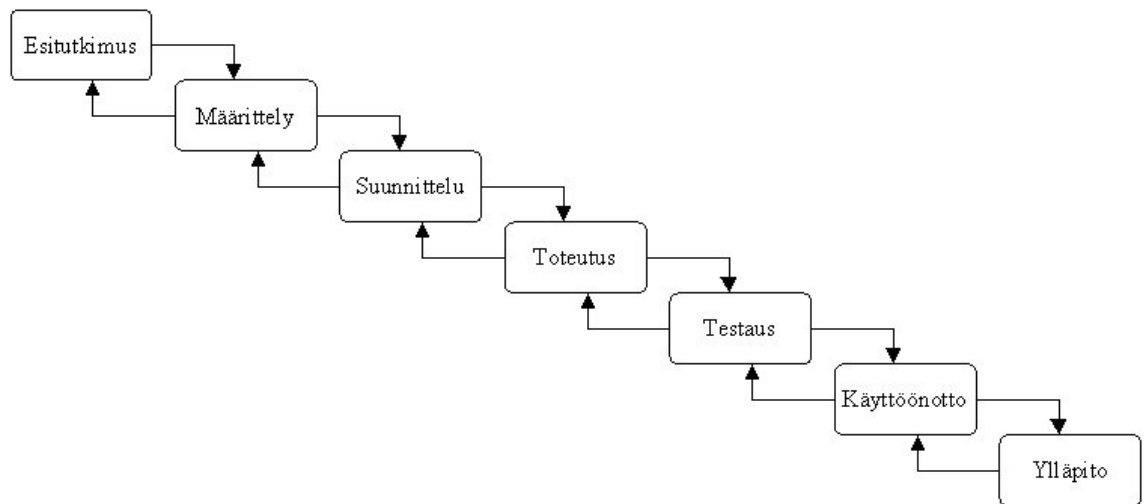 Esitutkimus
Määrittely
Suunnittelu
Toteutus
Testaus
Käyttöönotto
Ylläpito